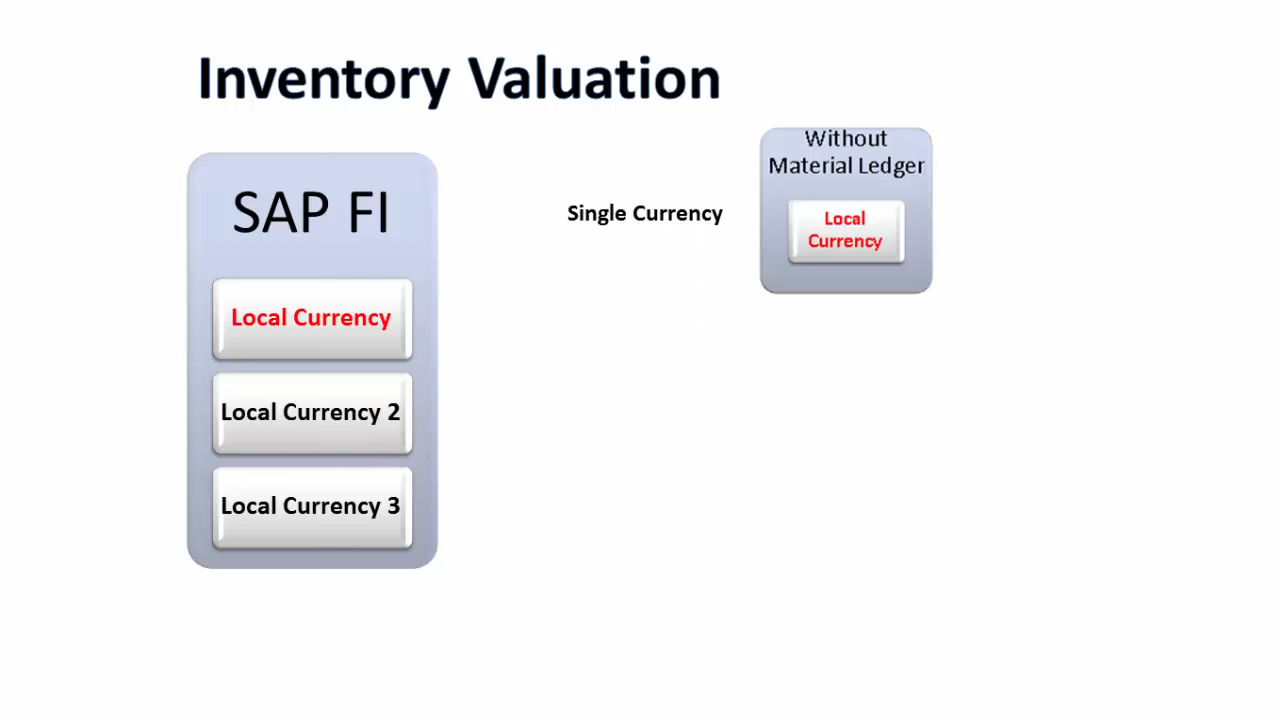 Inventory Valuation
SAP FI
Local Currency
Local Currency 2
Local Currency 3
Single Currency
Without
Material Ledger
Local
Currency